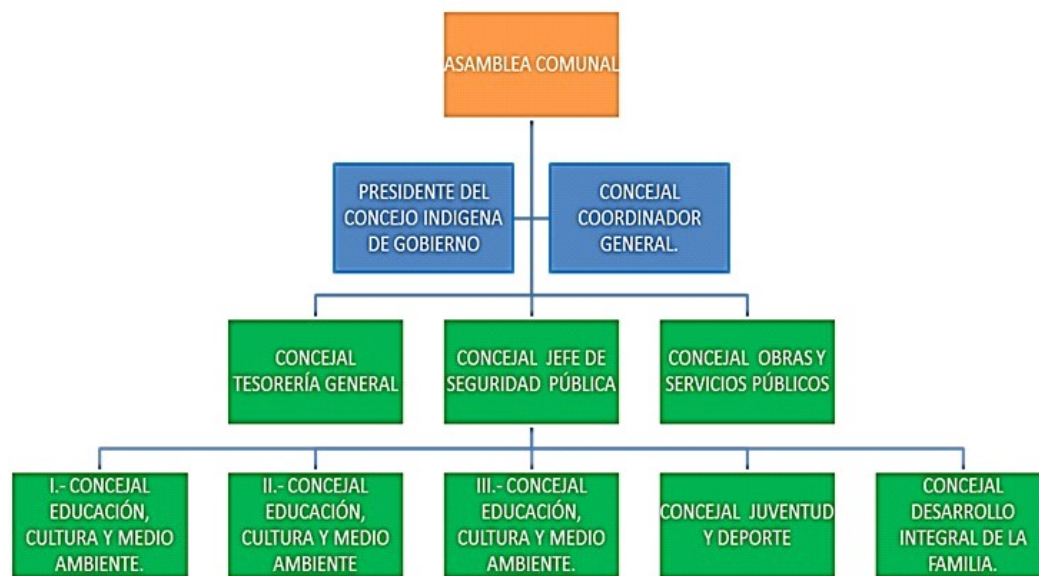 ASAMBLEA COMUNAL
PRESIDENTE DEL
CONCEJO INDIGENA
DE GOBIERNO
CONCEJAL
COORDINADOR
GENERAL.
CONCEJAL
TESORERÍA GENERAL
CONCEJAL JEFE DE
SEGURIDAD PÚBLICA
CONCEJAL OBRAS Y
SERVICIOS PÚBLICOS
I.- CONCEJAL
EDUCACIÓN,
CULTURA Y MEDIO
AMBIENTE.
II.- CONCEJAL
EDUCACIÓN,
CULTURA Y MEDIO
AMBIENTE
III.- CONCEJAL
EDUCACIÓN,
CULTURA Y MEDIO
AMBIENTE.
CONCEJAL JUVENTUD
Y DEPORTE
CONCEJAL
DESARROLLO
INTEGRAL DE LA
FAMILIA.